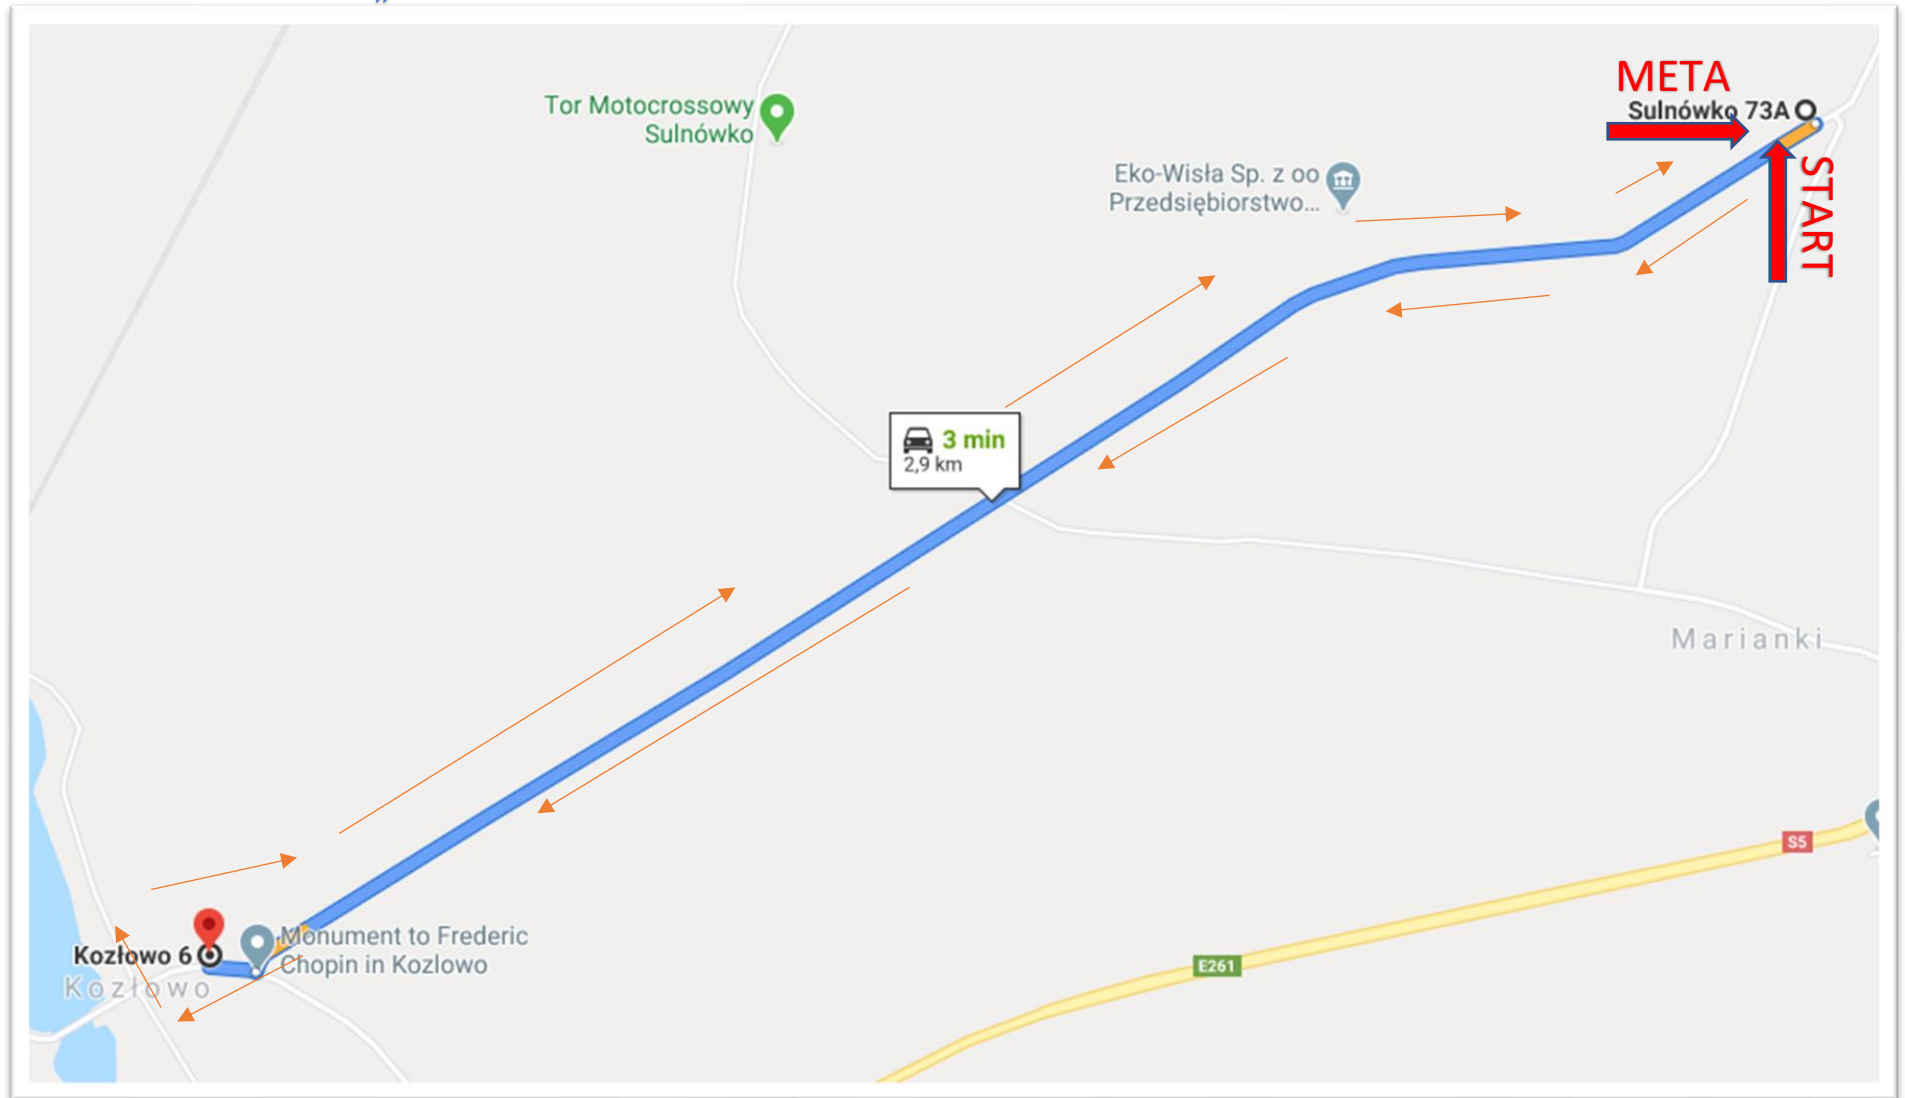 „
META
Sulnówko 73A
START
Tor Motocrossowy
Sulnówko
Eko-Wisła Sp. z oo
Przedsiębiorstwo...
3 min
2,9 km
Marianki
S5
E261
Monument to Frederic
Chopin in Kozlowo
Kozłowo 6
Kozłowo